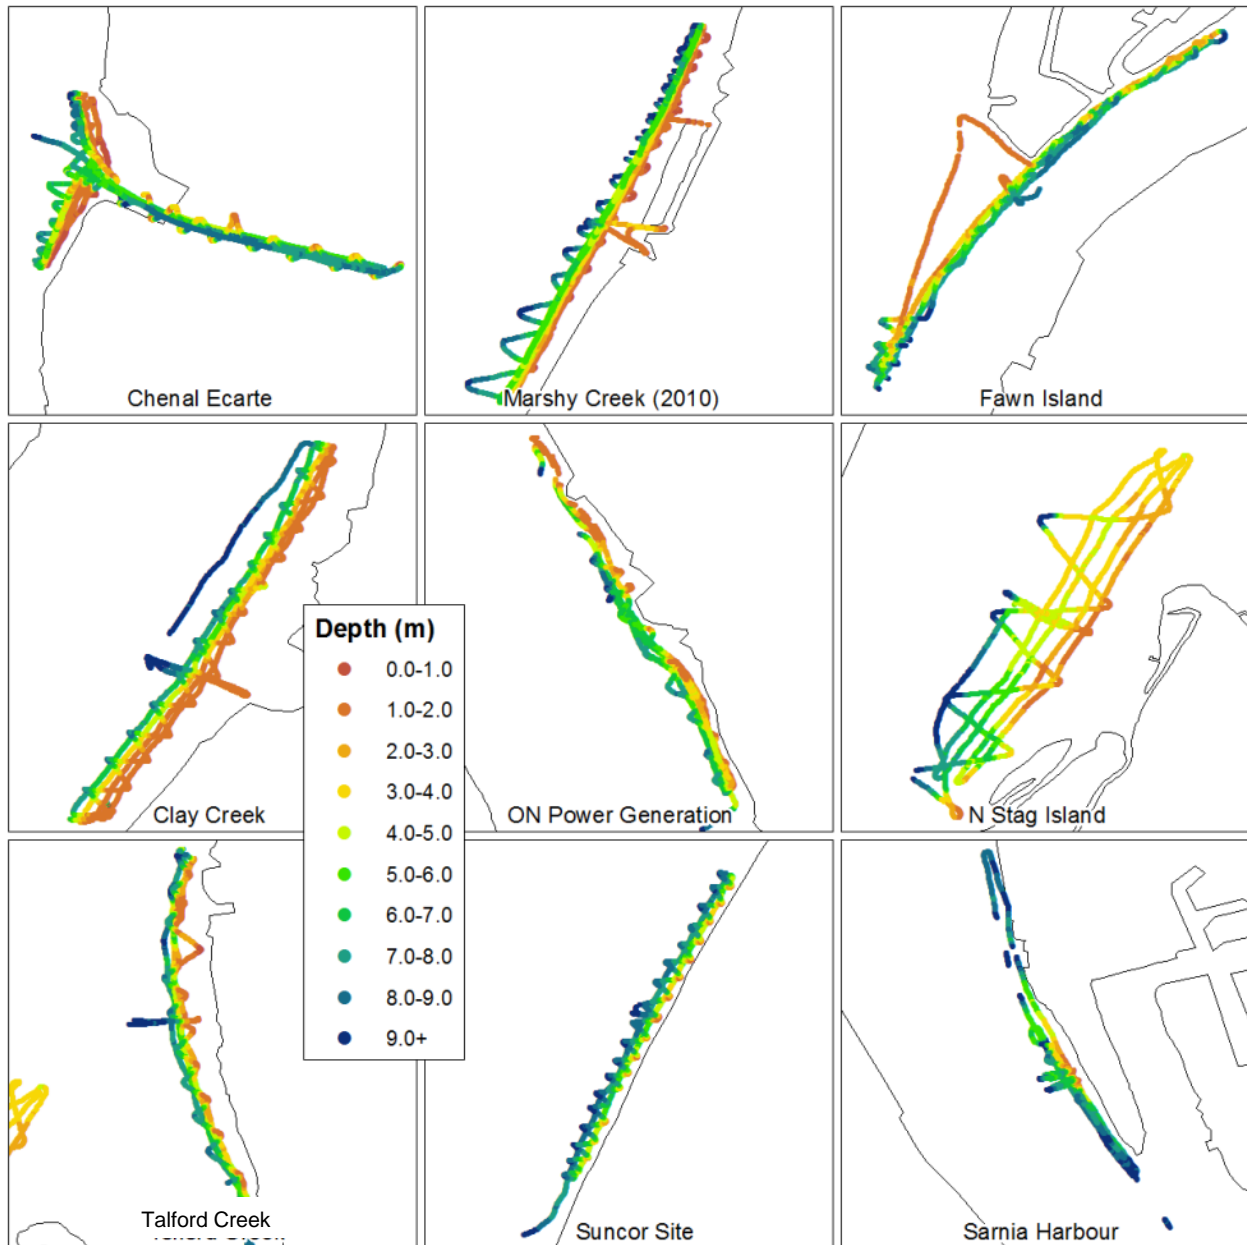 Chenal Ecarte
Marshy Creek (2010)
Fawn Island
Clay Creek
ON Power Generation
N Stag Island
Depth (m)
0.0-1.0
1.0-2.0
2.0-3.0
3.0-4.0
4.0-5.0
5.0-6.0
6.0-7.0
7.0-8.0
8.0-9.0
9.0+
Talford Creek
Suncor Site
Sarnia Harbour